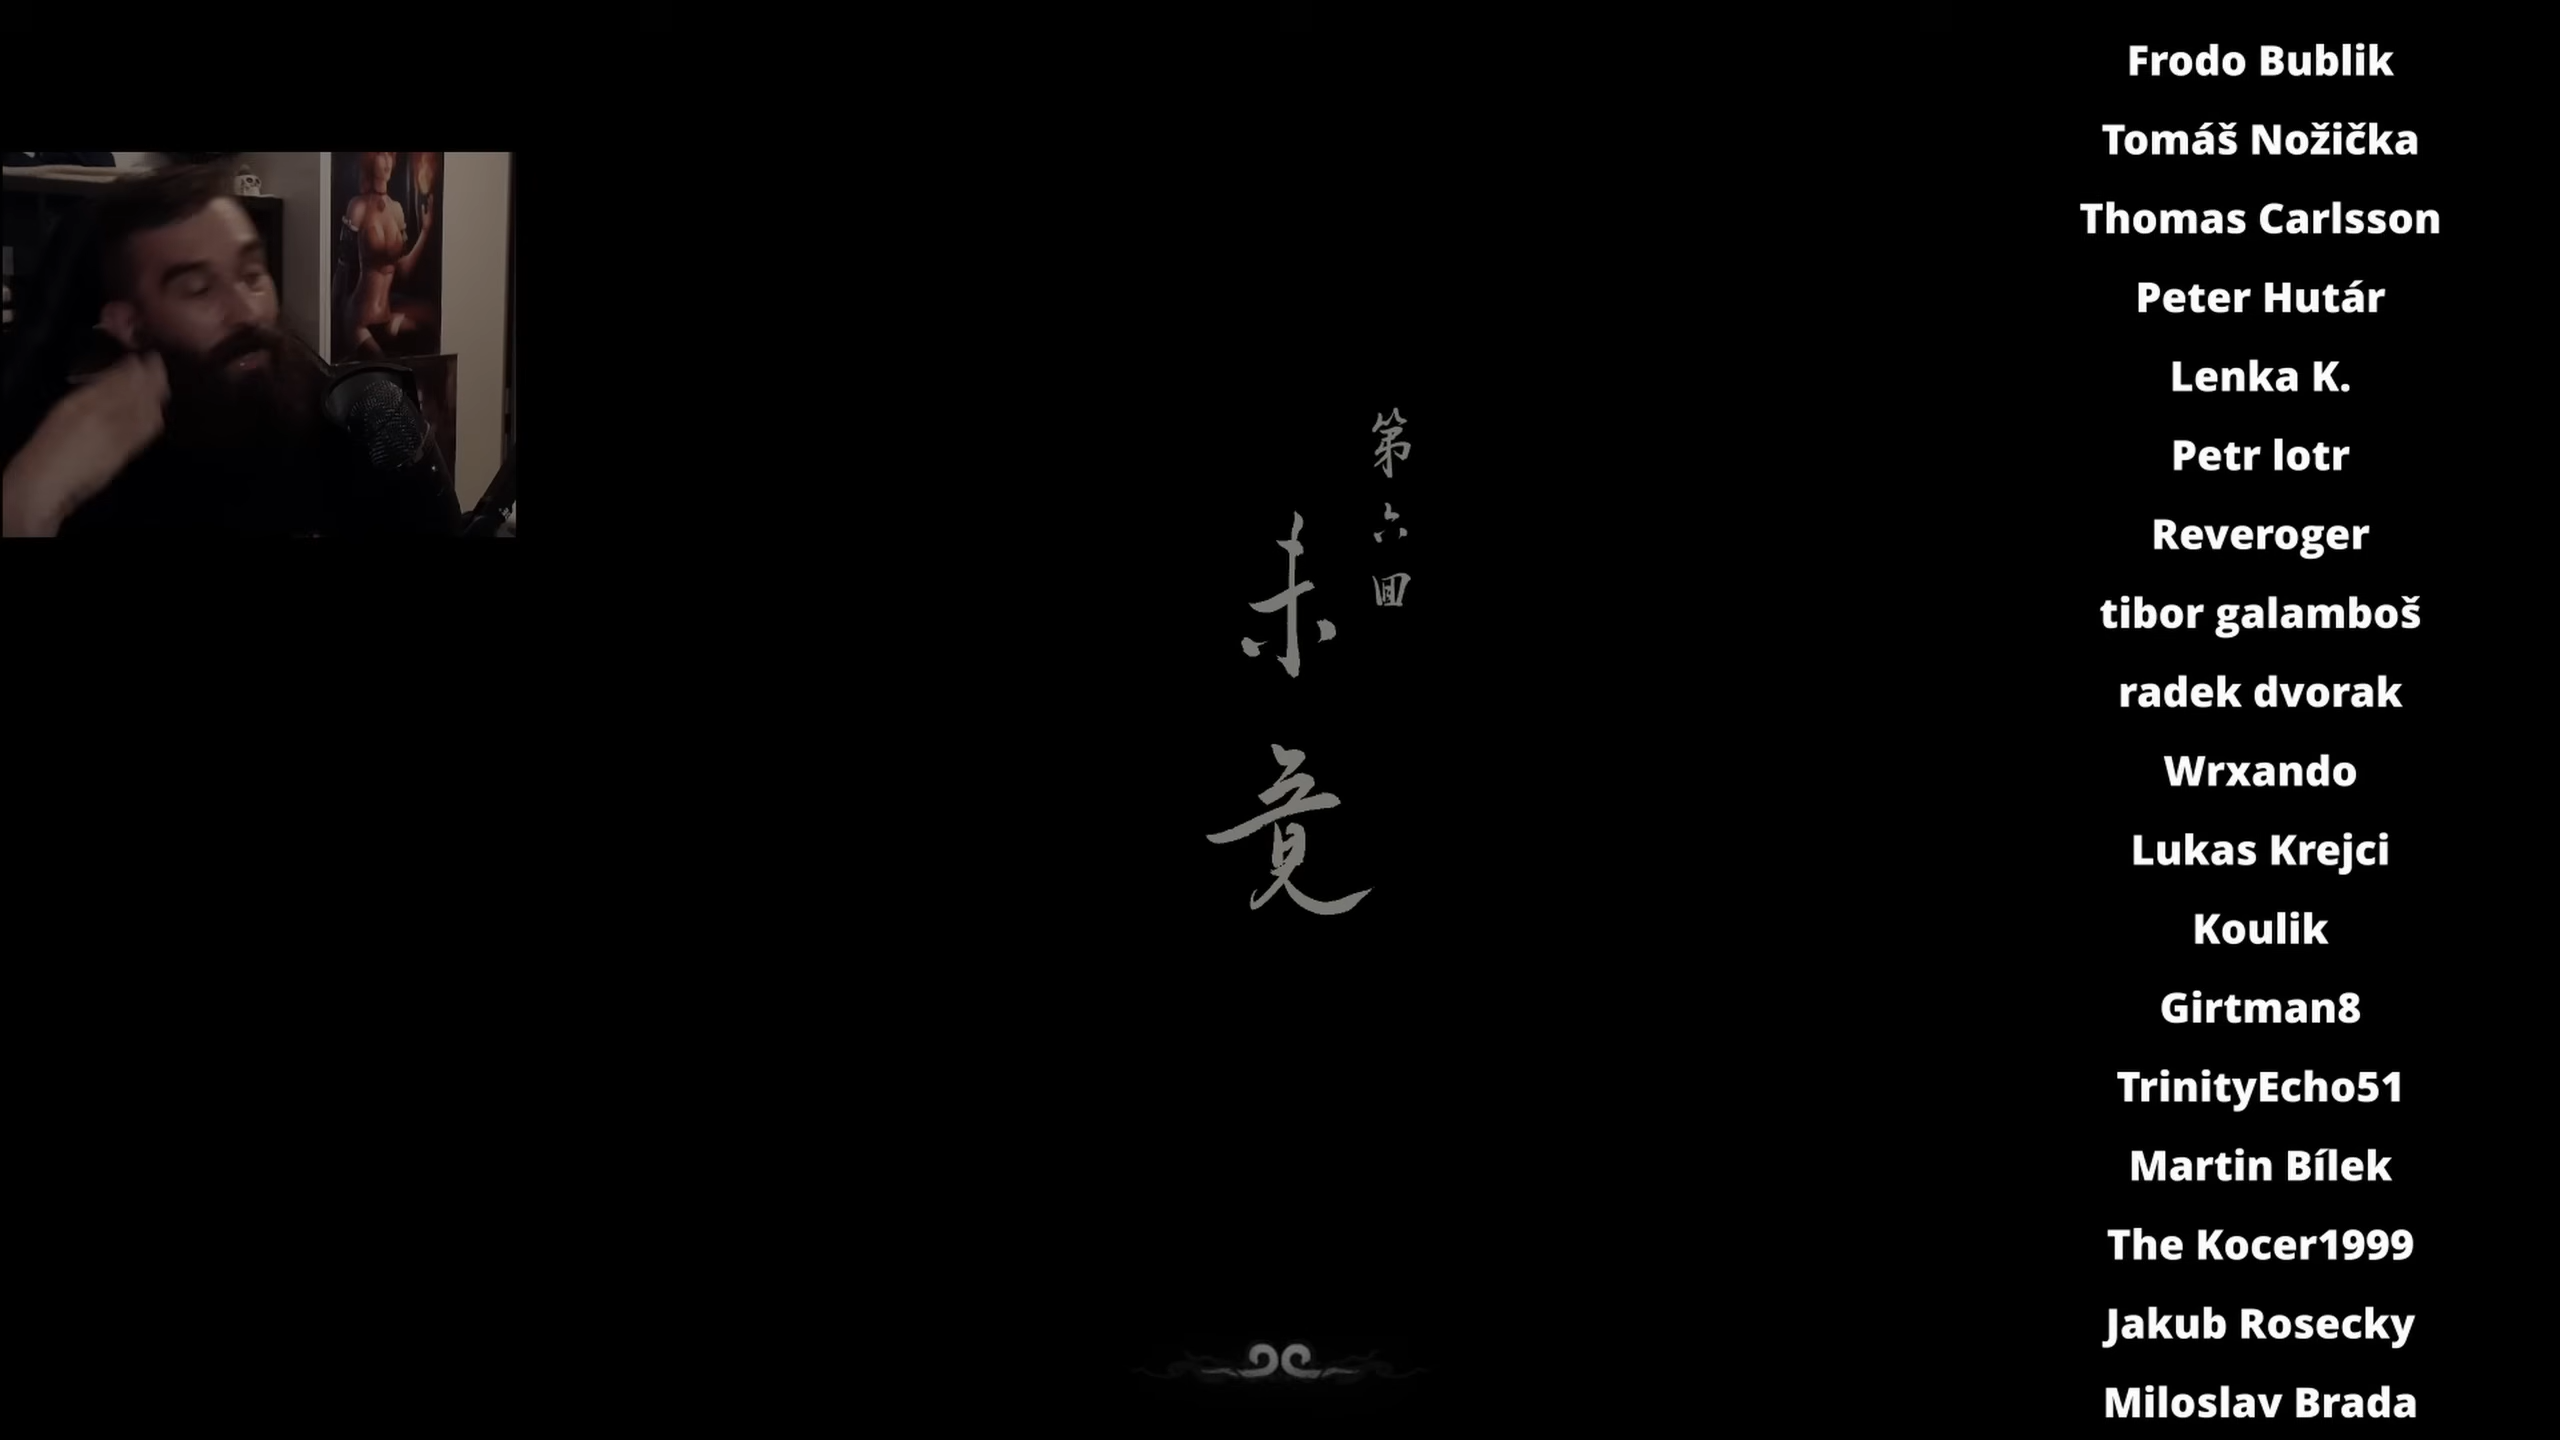 第六回
未竟
Frodo Bublik
Tomáš Nožička
Thomas Carlsson
Peter Hutár
Lenka K.
Petr lotr
Reveroger
tibor galamboš
radek dvorak
Wrxando
Lukas Krejci
Koulik
Girtman8
TrinityEcho51
Martin Bílek
The Kocer1999
Jakub Rosecky
Miloslav Brada